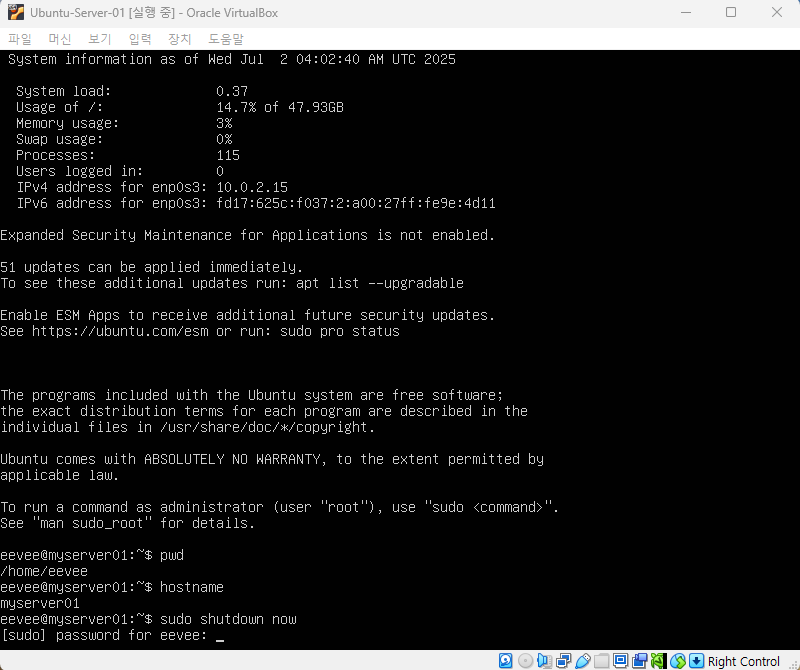 Ubuntu-Server-01 [실행 중] - Oracle VirtualBox
파일 머신 보기 입력 장치 도움말
System information as of Wed Jul  2 04:02:40 AM UTC 2025
System load: 0.37
Usage of /: 14.7% of 47.93GB
Memory usage: 3%
Swap usage: 0%
Processes: 115
Users logged in: 0
IPv4 address for enp0s3: 10.0.2.15
IPv6 address for enp0s3: fd17:625c:f037:2:a00:27ff:fe9e:4d11
Expanded Security Maintenance for Applications is not enabled.
51 updates can be applied immediately.
To see these additional updates run: apt list --upgradable
Enable ESM Apps to receive additional future security updates.
See https://ubuntu.com/esm or run: sudo pro status
The programs included with the Ubuntu system are free software;
the exact distribution terms for each program are described in the
individual files in /usr/share/doc/*/copyright.
Ubuntu comes with ABSOLUTELY NO WARRANTY, to the extent permitted by
applicable law.
To run a command as administrator (user "root"), use "sudo <command>".
See "man sudo_root" for details.
eevee@myserver01:~$ pwd
/home/eevee
eevee@myserver01:~$ hostname
myserver01
eevee@myserver01:~$ sudo shutdown now
[sudo] password for eevee: _
Right Control